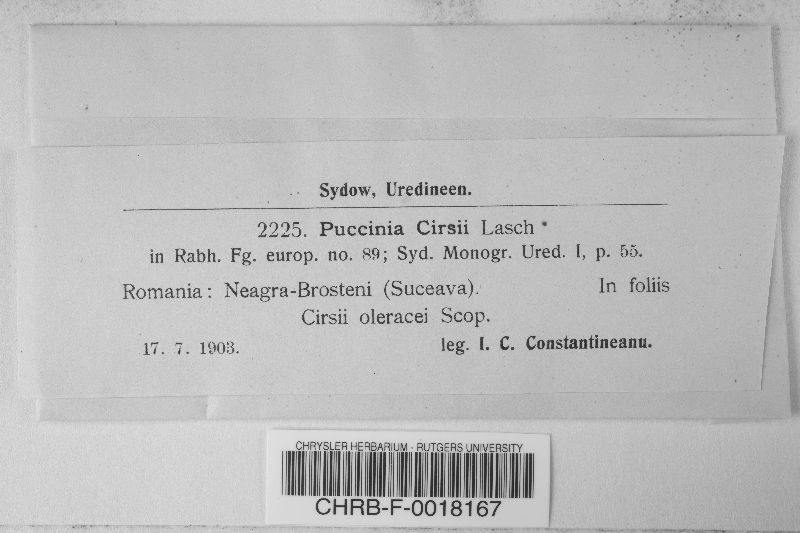 Sydow, Uredineen.
2225. Puccinia Cirsii Lasch
in Rabh. Fg. europ. no. 89; Syd. Monogr. Ured. I, p. 55.
Romania: Neagra-Brosteni (Suceava). In foliis
Cirsii oleracei Scop.
17. 7. 1903. leg. I. C. Constantineanu.
CHRYSLER HERBARIUM - RUTGERS UNIVERSITY
CHRB-F-0018167